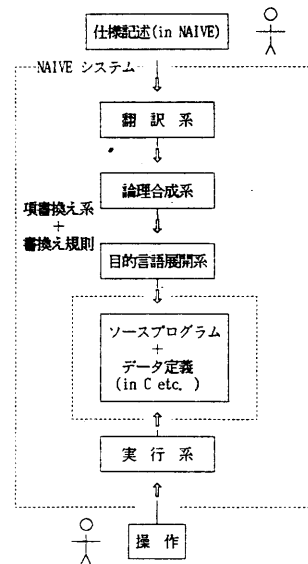 仕様記述(in NAIVE)
NAIVE システム
翻訳系
論理合成系
項書換え系
+
書換え規則
目的言語展開系
ソースプログラム
+
データ定義
(in C etc. )
実行系
操作